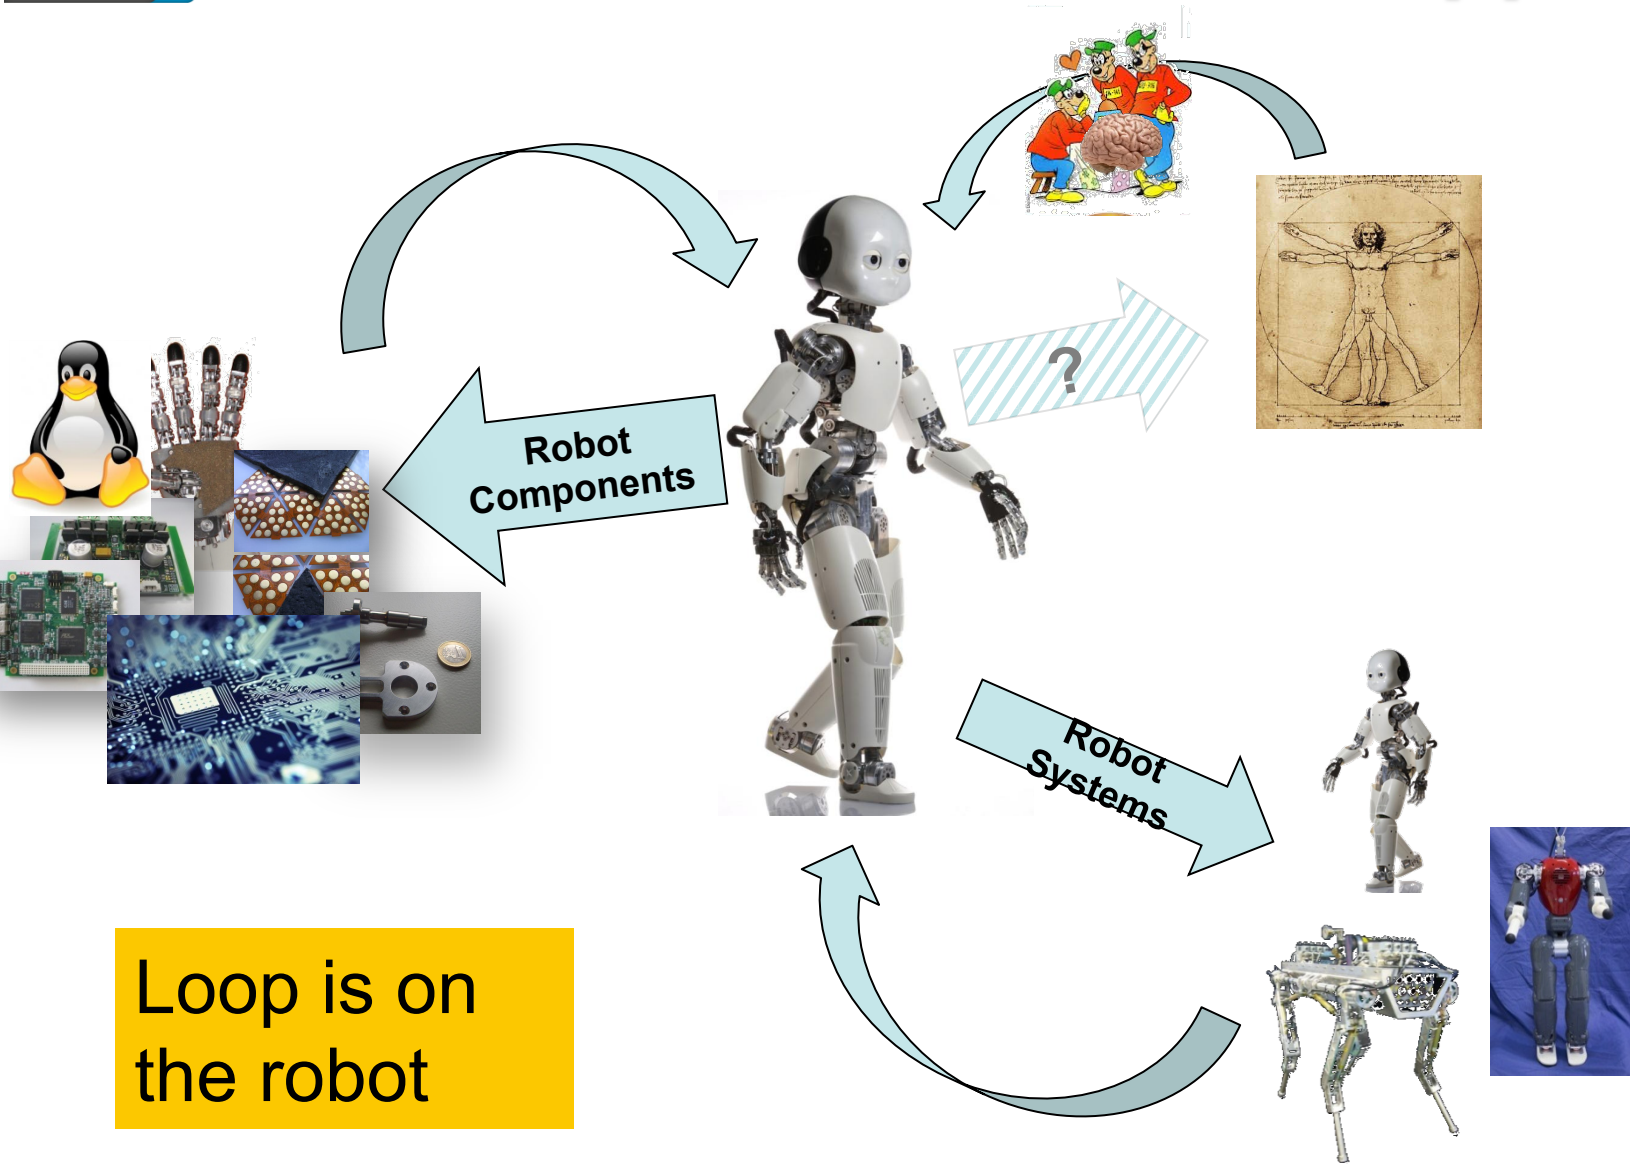 ?
Robot
Components
Robot
Systems
Loop is on
the robot